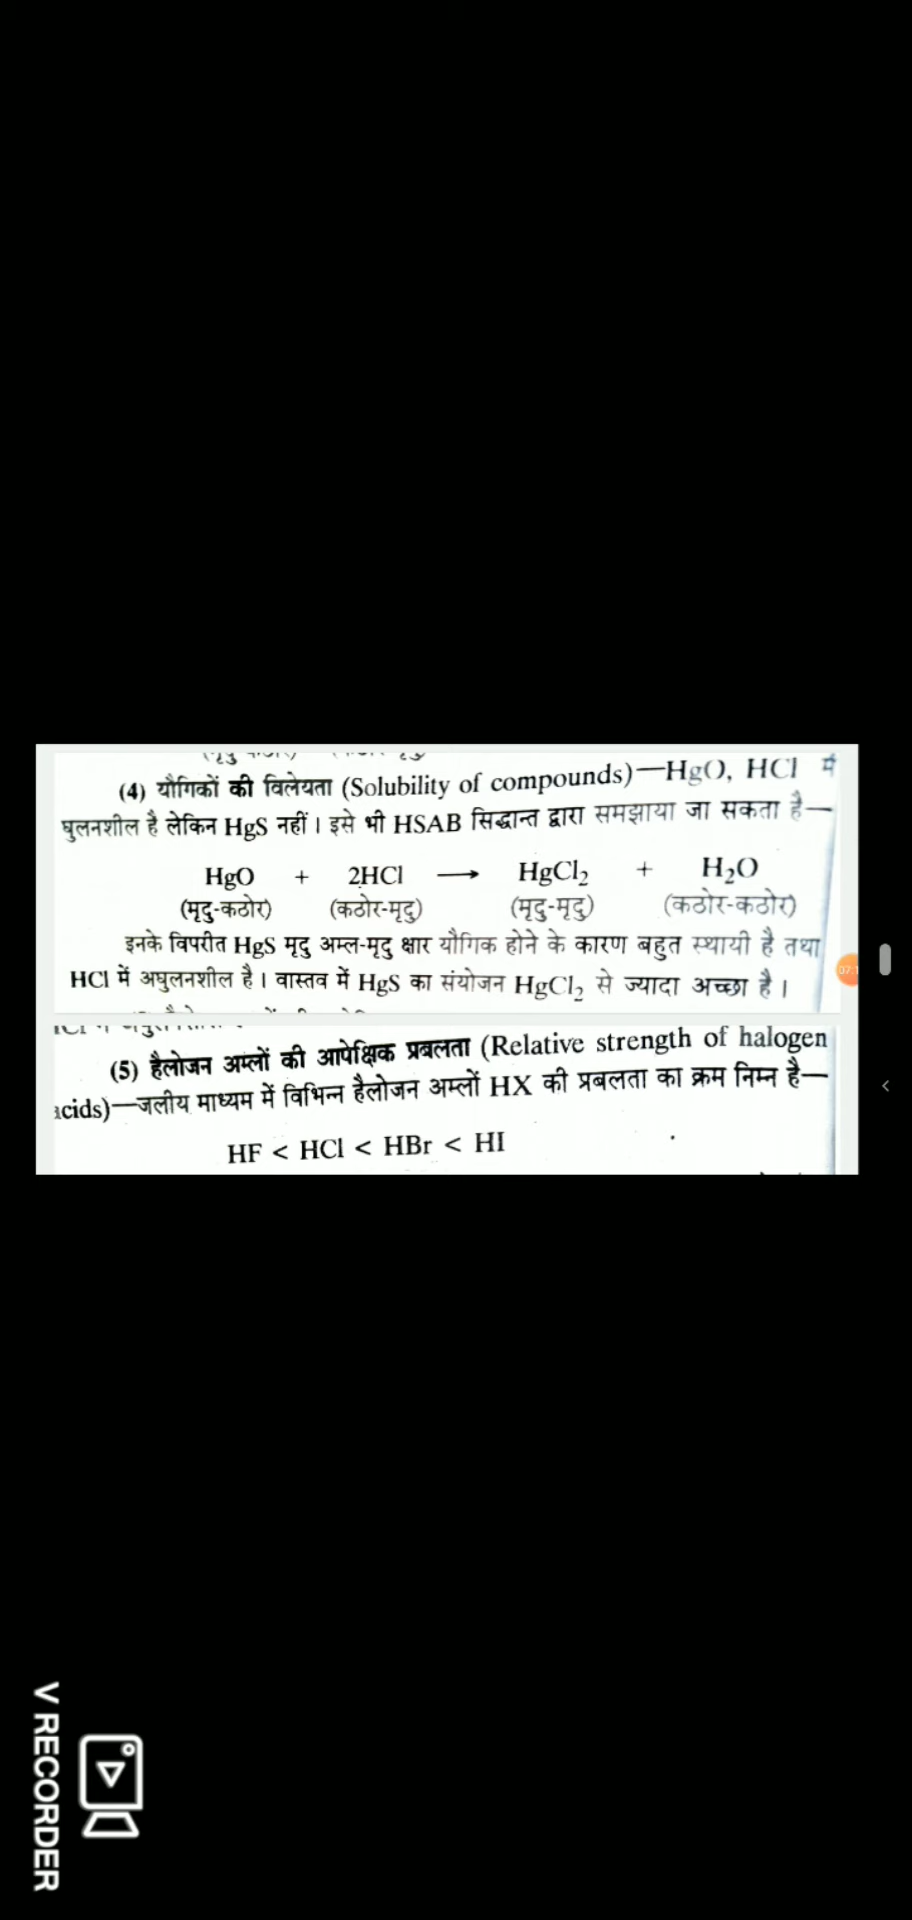 (4) यौगिकों की विलेयता (Solubility of compounds)—HgO, HCl में
घुलनशील है लेकिन HgS नहीं । इसे भी HSAB सिद्धान्त द्वारा समझाया जा सकता है—
HgO + 2HCl ⟶ HgCl₂ + H₂O
(मृदु-कठोर) (कठोर-मृदु) (मृदु-मृदु) (कठोर-कठोर)
इनके विपरीत HgS मृदु अम्ल-मृदु क्षार यौगिक होने के कारण बहुत स्थायी है तथा
HCl में अघुलनशील है । वास्तव में HgS का संयोजन HgCl₂ से ज्यादा अच्छा है ।
(5) हैलोजन अम्लों की आपेक्षिक प्रबलता (Relative strength of halogen
acids)—जलीय माध्यम में विभिन्न हैलोजन अम्लों HX की प्रबलता का क्रम निम्न है—
HF < HCl < HBr < HI
V RECORDER